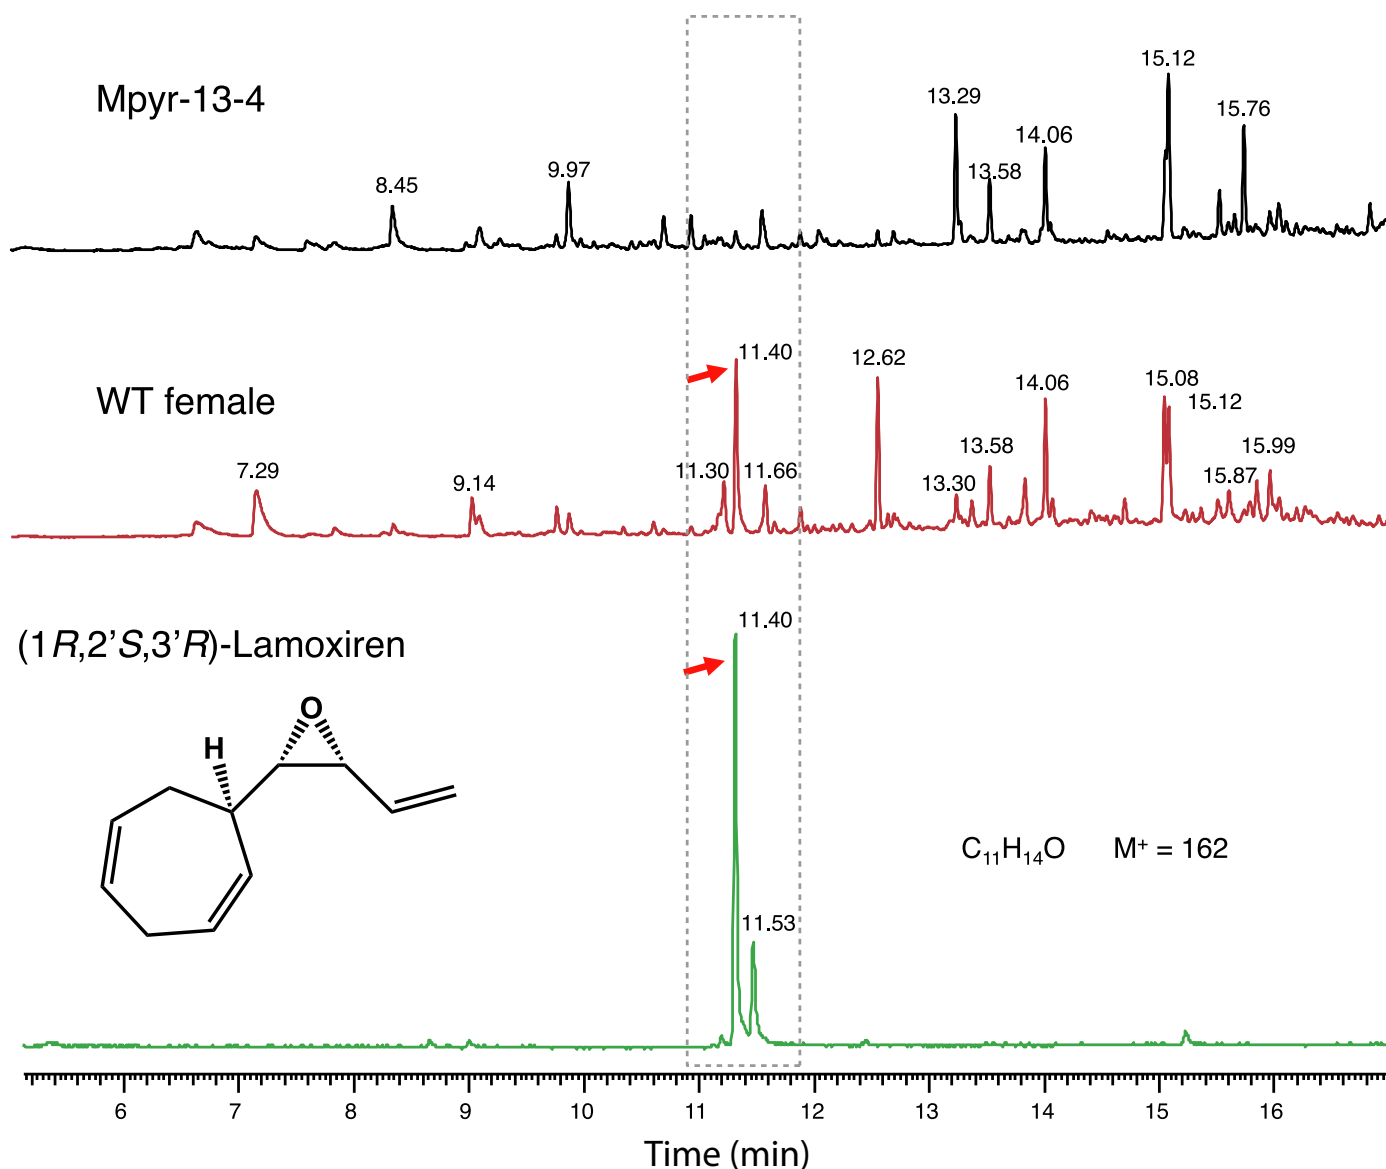 15.12
Mpyr-13-4
13.29
15.76
14.06
9.97
13.58
8.45
11.40
12.62
WT female
14.06
15.08
15.12
13.58
15.99
7.29
9.14
11.30
11.66
13.30
15.87
(1R,2’S,3’R)-Lamoxiren
11.40
O
H
C₁₁H₁₄O M⁺ = 162
11.53
6 7 8 9 10 11 12 13 14 15 16
Time (min)